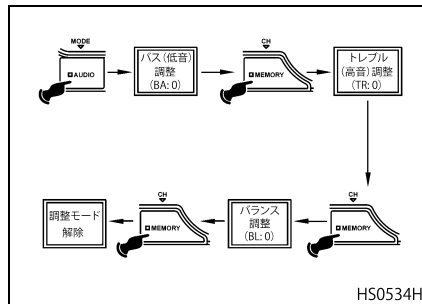 MODE
AUDIO
バス(低音)
調整
(BA: 0)
CH
MEMORY
トレブル
(高音)調整
(TR: 0)
CH
MEMORY
バランス
調整
(BL: 0)
CH
MEMORY
調整モード
解除
HS0534H